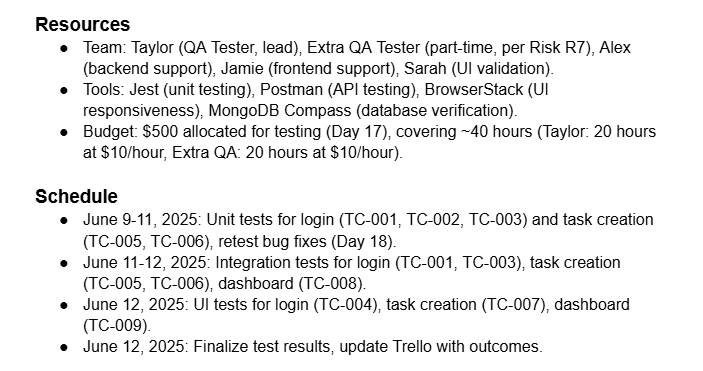 Resources
● Team: Taylor (QA Tester, lead), Extra QA Tester (part-time, per Risk R7), Alex
(backend support), Jamie (frontend support), Sarah (UI validation).
● Tools: Jest (unit testing), Postman (API testing), BrowserStack (UI
responsiveness), MongoDB Compass (database verification).
● Budget: $500 allocated for testing (Day 17), covering ~40 hours (Taylor: 20 hours
at $10/hour, Extra QA: 20 hours at $10/hour).
Schedule
● June 9-11, 2025: Unit tests for login (TC-001, TC-002, TC-003) and task creation
(TC-005, TC-006), retest bug fixes (Day 18).
● June 11-12, 2025: Integration tests for login (TC-001, TC-003), task creation
(TC-005, TC-006), dashboard (TC-008).
● June 12, 2025: UI tests for login (TC-004), task creation (TC-007), dashboard
(TC-009).
● June 12, 2025: Finalize test results, update Trello with outcomes.